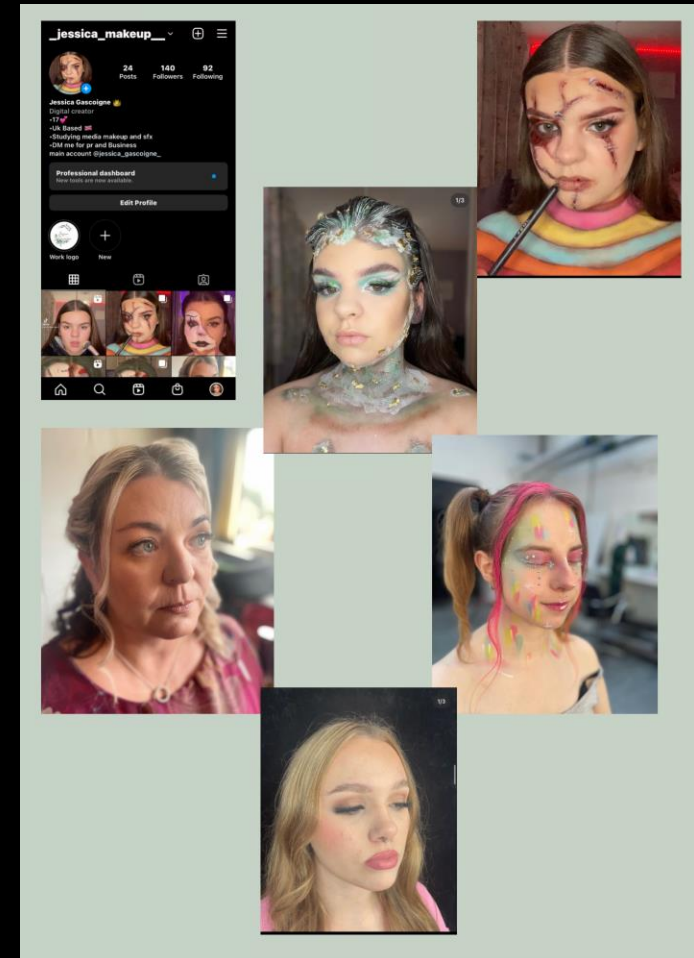 _jessica_makeup__
24 140 92
Posts Followers Following
Jessica Gascoigne
Digital creator
-17
-Uk Based
-Studying media makeup and sfx
-DM me for pr and Business
main account @jessica_gascoigne_
Professional dashboard
New tools are now available.
Edit Profile
Work logo New
1/3
1/3